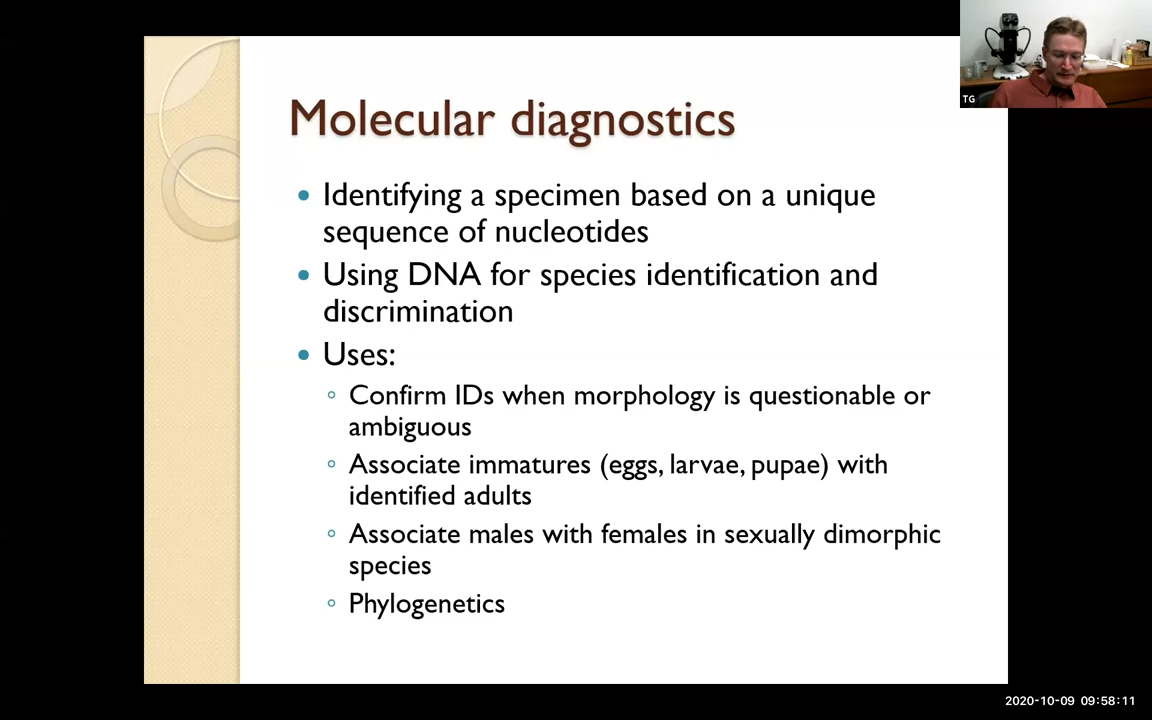 TG
Molecular diagnostics
• Identifying a specimen based on a unique
sequence of nucleotides
• Using DNA for species identification and
discrimination
• Uses:
◦ Confirm IDs when morphology is questionable or
ambiguous
◦ Associate immatures (eggs, larvae, pupae) with
identified adults
◦ Associate males with females in sexually dimorphic
species
◦ Phylogenetics
2020-10-09 09:58:11